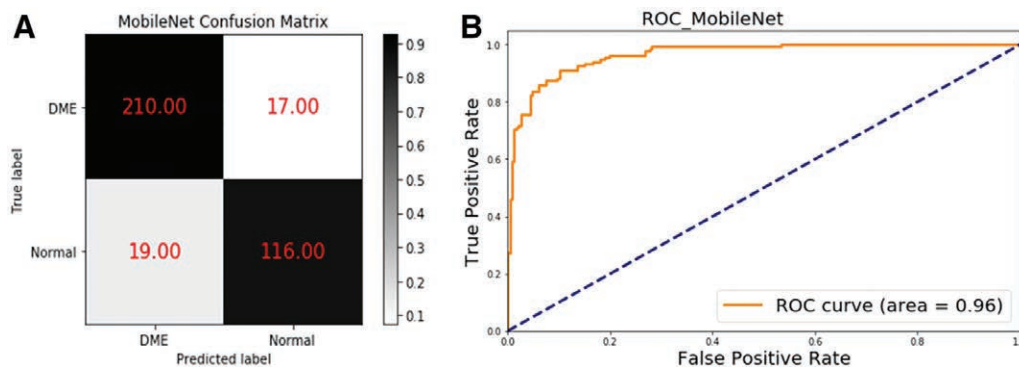 A
MobileNet Confusion Matrix
True label
DME
Normal
210.00
17.00
19.00
116.00
DME
Normal
Predicted label
0.9
0.8
0.7
0.6
0.5
0.4
0.3
0.2
0.1
B
ROC_MobileNet
True Positive Rate
1.0
0.8
0.6
0.4
0.2
0.0
0.0
0.2
0.4
0.6
0.8
False Positive Rate
ROC curve (area = 0.96)